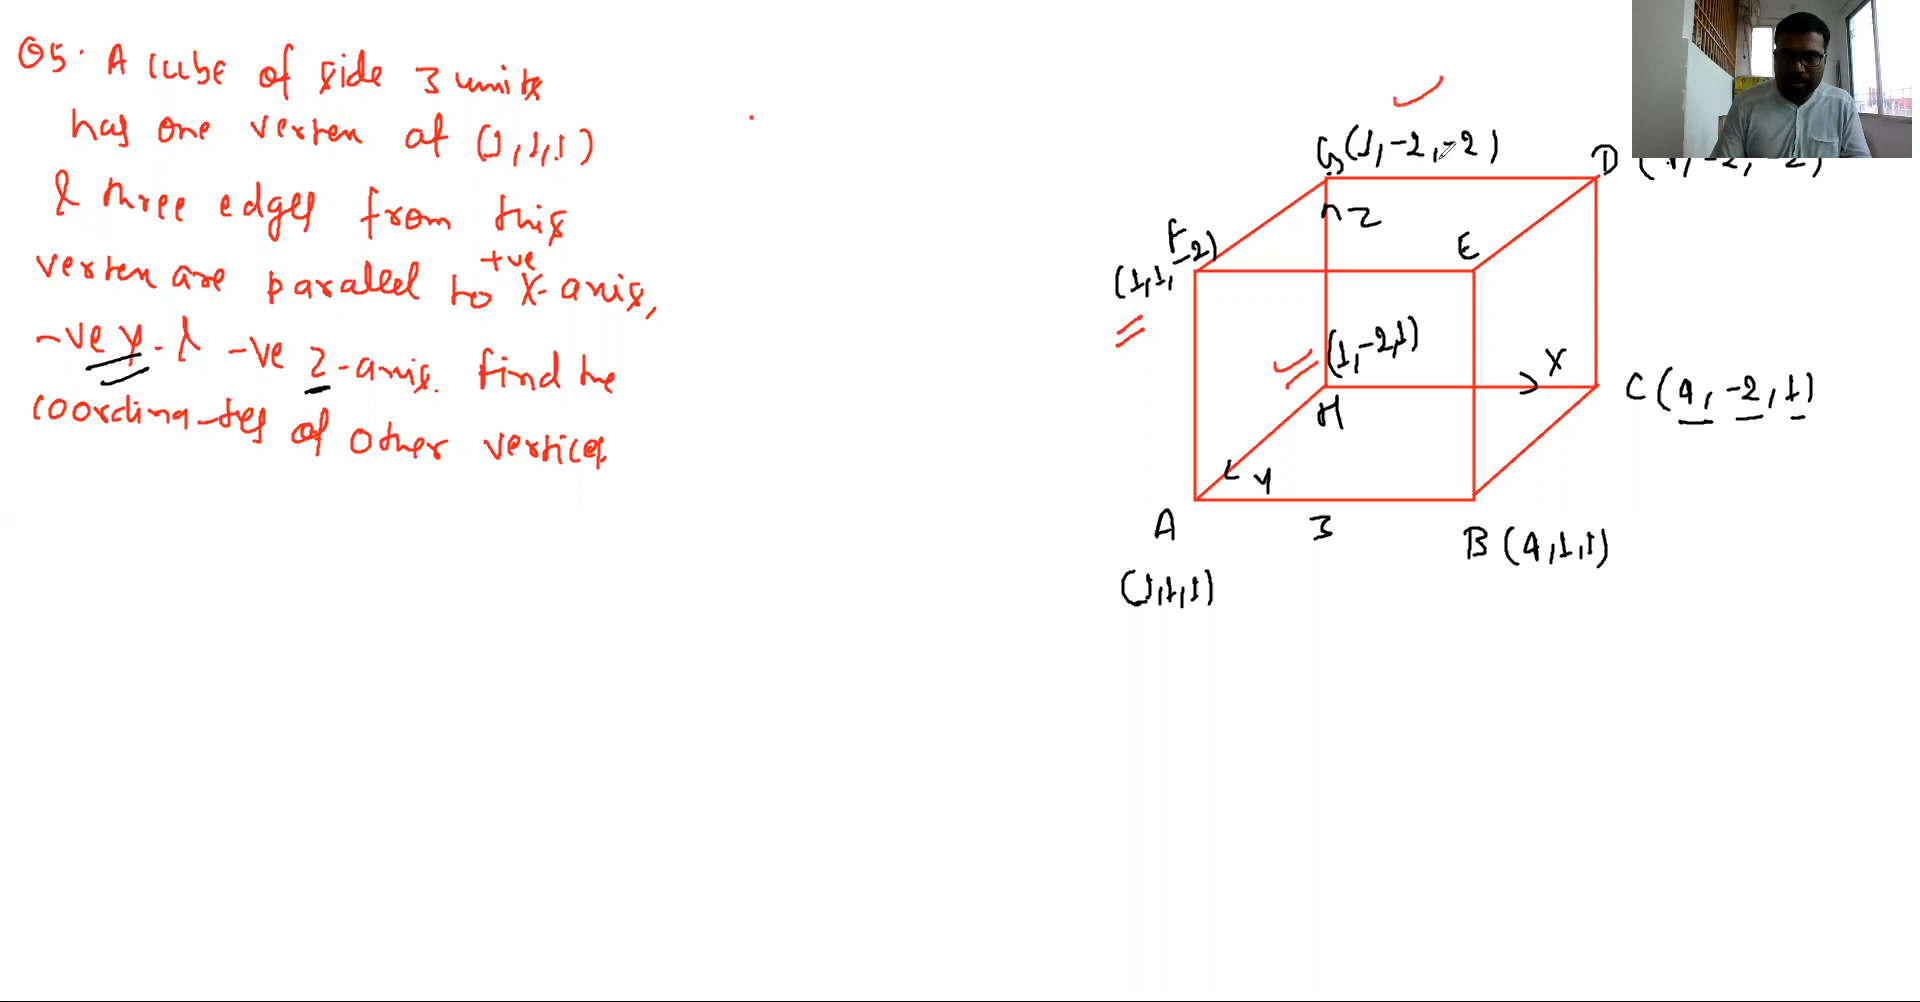 Q5. A cube of side 3 units
has one vertex at (1,1,1)
& three edges from this
vertex are parallel to +ve X-axis,
-ve y- & -ve z-axis. Find the
coordina-tes of other vertices
G(1,-2,-2)
D
Z
F
(1,1,-2)
E
(1,-2,1)
X
C(4,-2,1)
H
y
A
3
B(4,1,1)
(1,1,1)